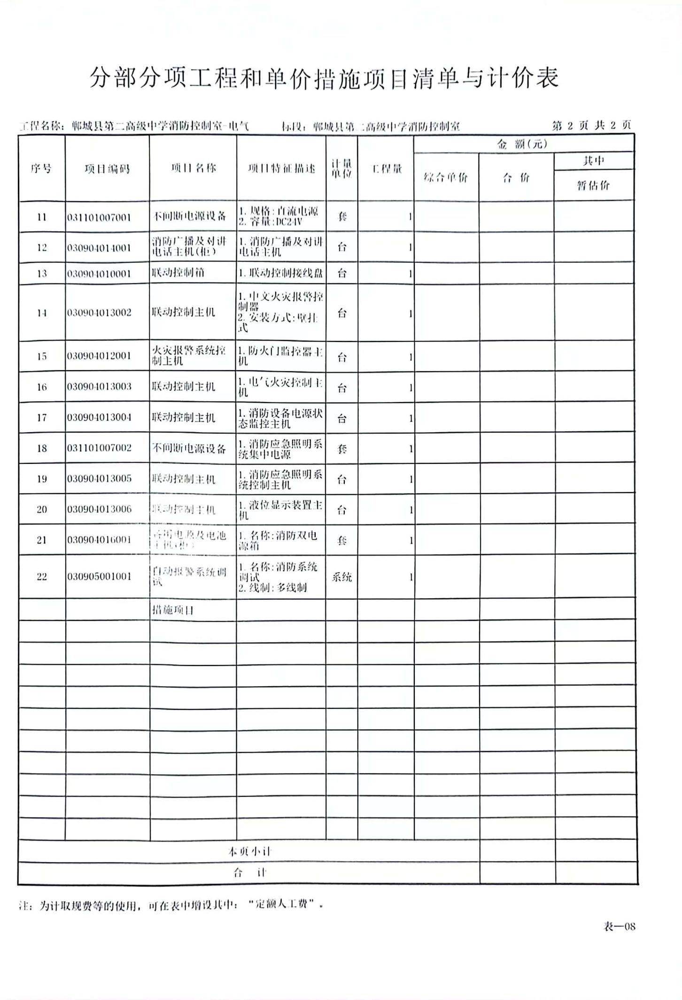 分部分项工程和单价措施项目清单与计价表
工程名称：郸城县第二高级中学消防控制室-电气 标段：郸城县第二高级中学消防控制室 第 2 页 共 2 页
金 额(元)
序号 项目编码 项目名称 项目特征描述 计量 工程量 其中
单位 综合单价 合 价
暂估价
11 031101007001 不间断电源设备 1. 规格:直流电源 套 1
2. 容量:DC24V
12 030904014001 消防广播及对讲 1. 消防广播及对讲 台 1
电话主机(柜) 电话主机
13 030904010001 联动控制箱 1. 联动控制接线盘 台 1
14 030904013002 联动控制主机 1. 中文火灾报警控 台 1
制器
2. 安装方式:壁挂
式
15 030904012001 火灾报警系统控 1. 防火门监控器主 台 1
制主机 机
16 030904013003 联动控制主机 1. 电气火灾控制主 台 1
机
17 030904013004 联动控制主机 1. 消防设备电源状 台 1
态监控主机
18 031101007002 不间断电源设备 1. 消防应急照明系 套 1
统集中电源
19 030904013005 联动控制主机 1. 消防应急照明系 台 1
统控制主机
20 030904013006 联动控制主机 1. 液位显示装置主 台 1
机
21 030904016001 备用电源及电池 1. 名称:消防双电 套 1
主机(柜) 源箱
22 030905001001 自动报警系统调 1. 名称:消防系统 系统 1
试 调试
2. 线制:多线制
措施项目
本页小计
合 计
注：为计取规费等的使用，可在表中增设其中：“定额人工费”。
表—08